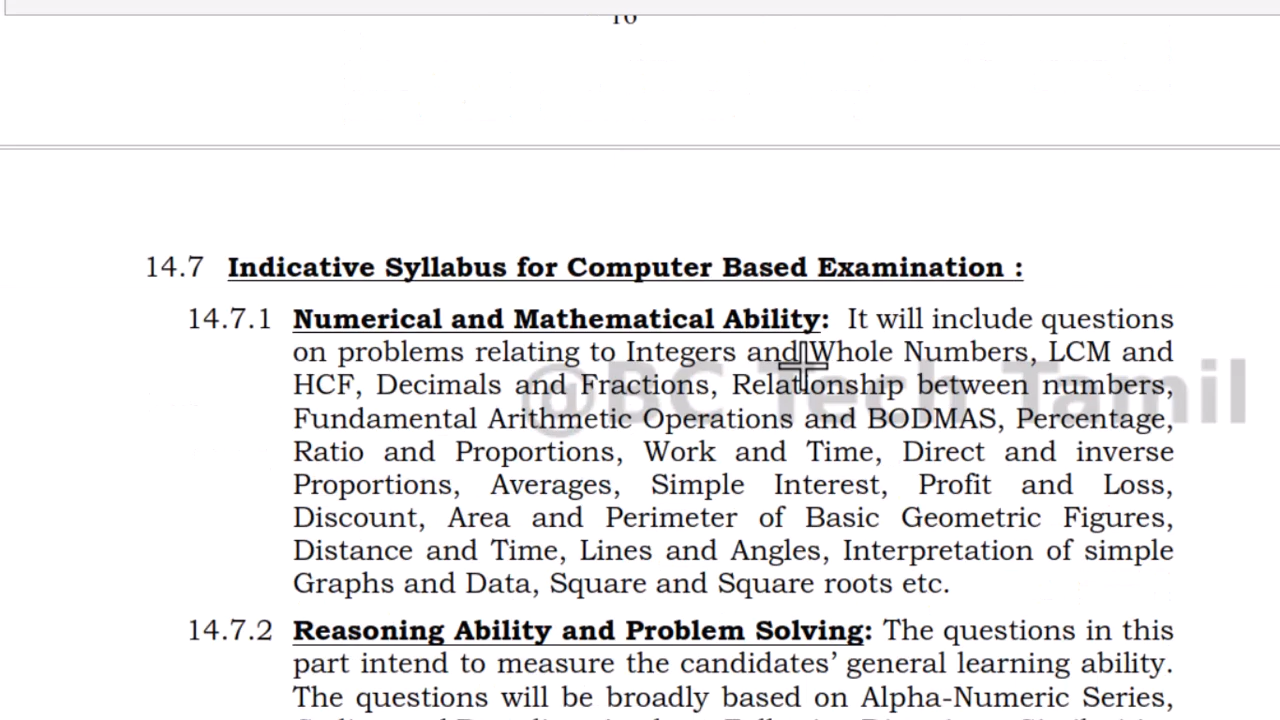 16
14.7 Indicative Syllabus for Computer Based Examination :
14.7.1 Numerical and Mathematical Ability: It will include questions
on problems relating to Integers and Whole Numbers, LCM and
HCF, Decimals and Fractions, Relationship between numbers,
@BC Tech Tamil
Fundamental Arithmetic Operations and BODMAS, Percentage,
Ratio and Proportions, Work and Time, Direct and inverse
Proportions, Averages, Simple Interest, Profit and Loss,
Discount, Area and Perimeter of Basic Geometric Figures,
Distance and Time, Lines and Angles, Interpretation of simple
Graphs and Data, Square and Square roots etc.
14.7.2 Reasoning Ability and Problem Solving: The questions in this
part intend to measure the candidates’ general learning ability.
The questions will be broadly based on Alpha-Numeric Series,